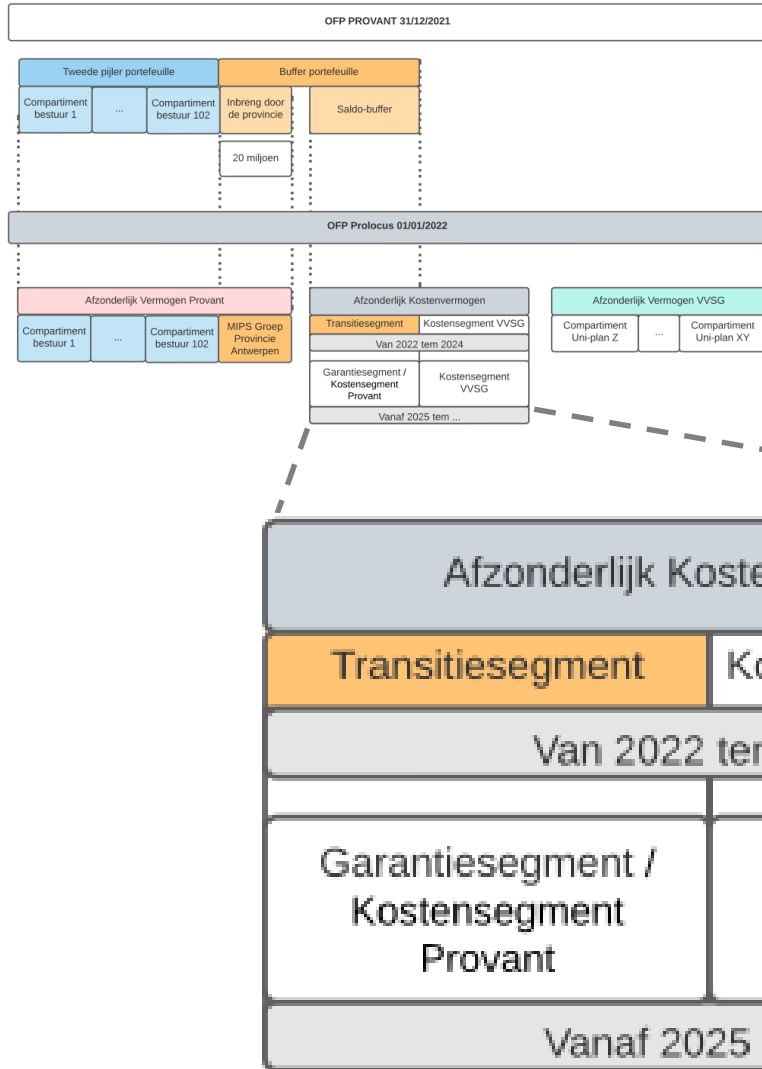 OFP PROVANT 31/12/2021
Tweede pijler portefeuille
Buffer portefeuille
Compartiment
bestuur 1
...
Compartiment
bestuur 102
Inbreng door
de provincie
Saldo-buffer
20 miljoen
OFP Prolocus 01/01/2022
Afzonderlijk Vermogen Provant
Afzonderlijk Kostenvermogen
Afzonderlijk Vermogen VVSG
Compartiment
bestuur 1
...
Compartiment
bestuur 102
MIPS Groep
Provincie
Antwerpen
Transitiesegment
Kostensegment VVSG
Van 2022 tem 2024
Garantiesegment /
Kostensegment
Provant
Kostensegment
VVSG
Vanaf 2025 tem ...
Compartiment
Uni-plan Z
...
Compartiment
Uni-plan XY
Afzonderlijk Koste
Transitiesegment
Ko
Van 2022 ter
Garantiesegment /
Kostensegment
Provant
Vanaf 2025